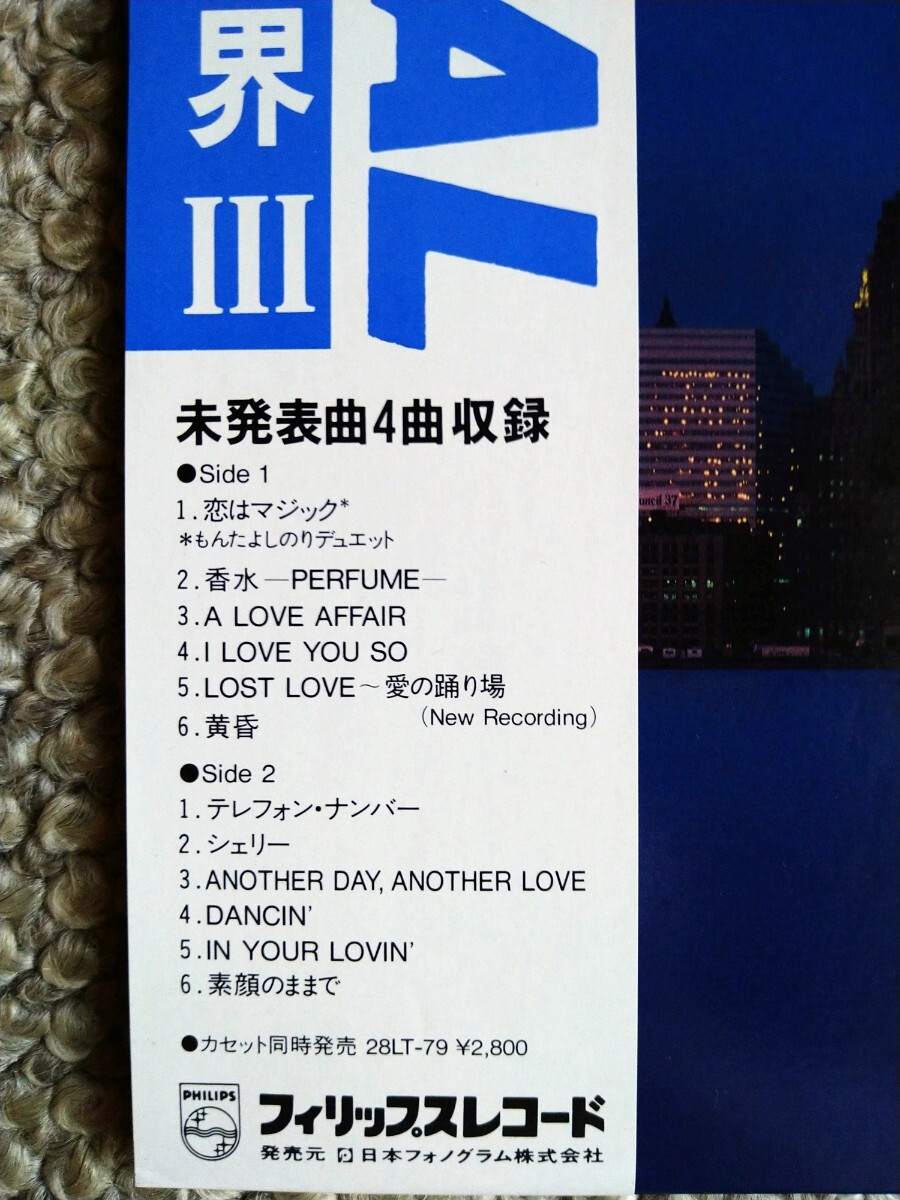 界 III
AL
未発表曲4曲収録
●Side 1
1.恋はマジック*
*もんたよしのりデュエット
2.香水—PERFUME—
3.A LOVE AFFAIR
4.I LOVE YOU SO
5.LOST LOVE～愛の踊り場
(New Recording)
6.黄昏
●Side 2
1.テレフォン・ナンバー
2.シェリー
3.ANOTHER DAY, ANOTHER LOVE
4.DANCIN'
5.IN YOUR LOVIN'
6.素顔のままで
●カセット同時発売 28LT-79 ¥2,800
PHILIPS
フィリップスレコード
発売元 日本フォノグラム株式会社
uncil 37